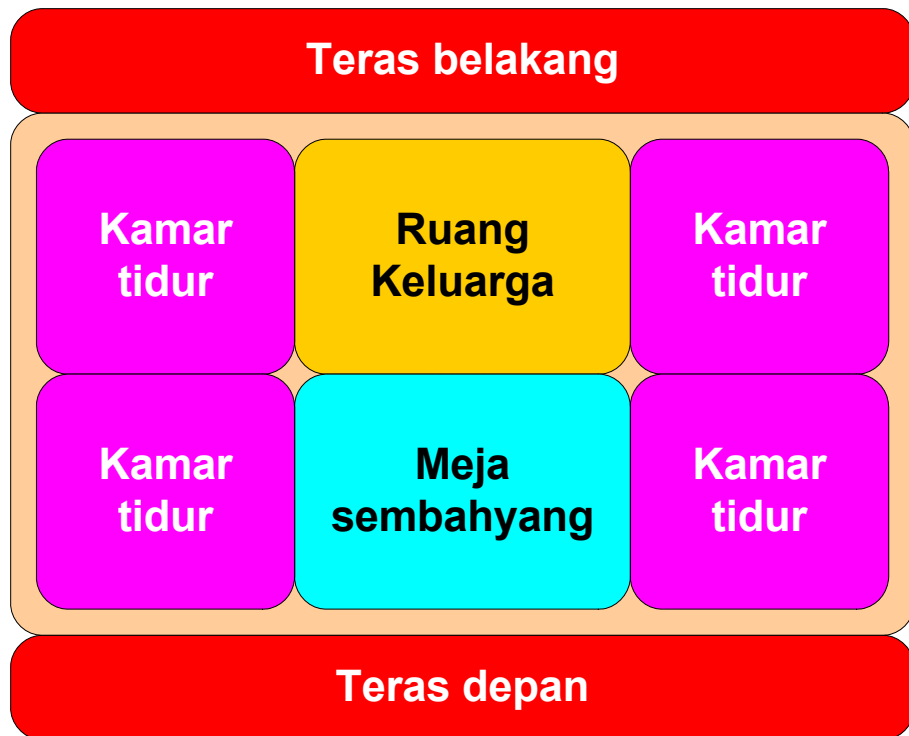 Teras belakang
Kamar
tidur
Ruang
Keluarga
Kamar
tidur
Kamar
tidur
Meja
sembahyang
Kamar
tidur
Teras depan